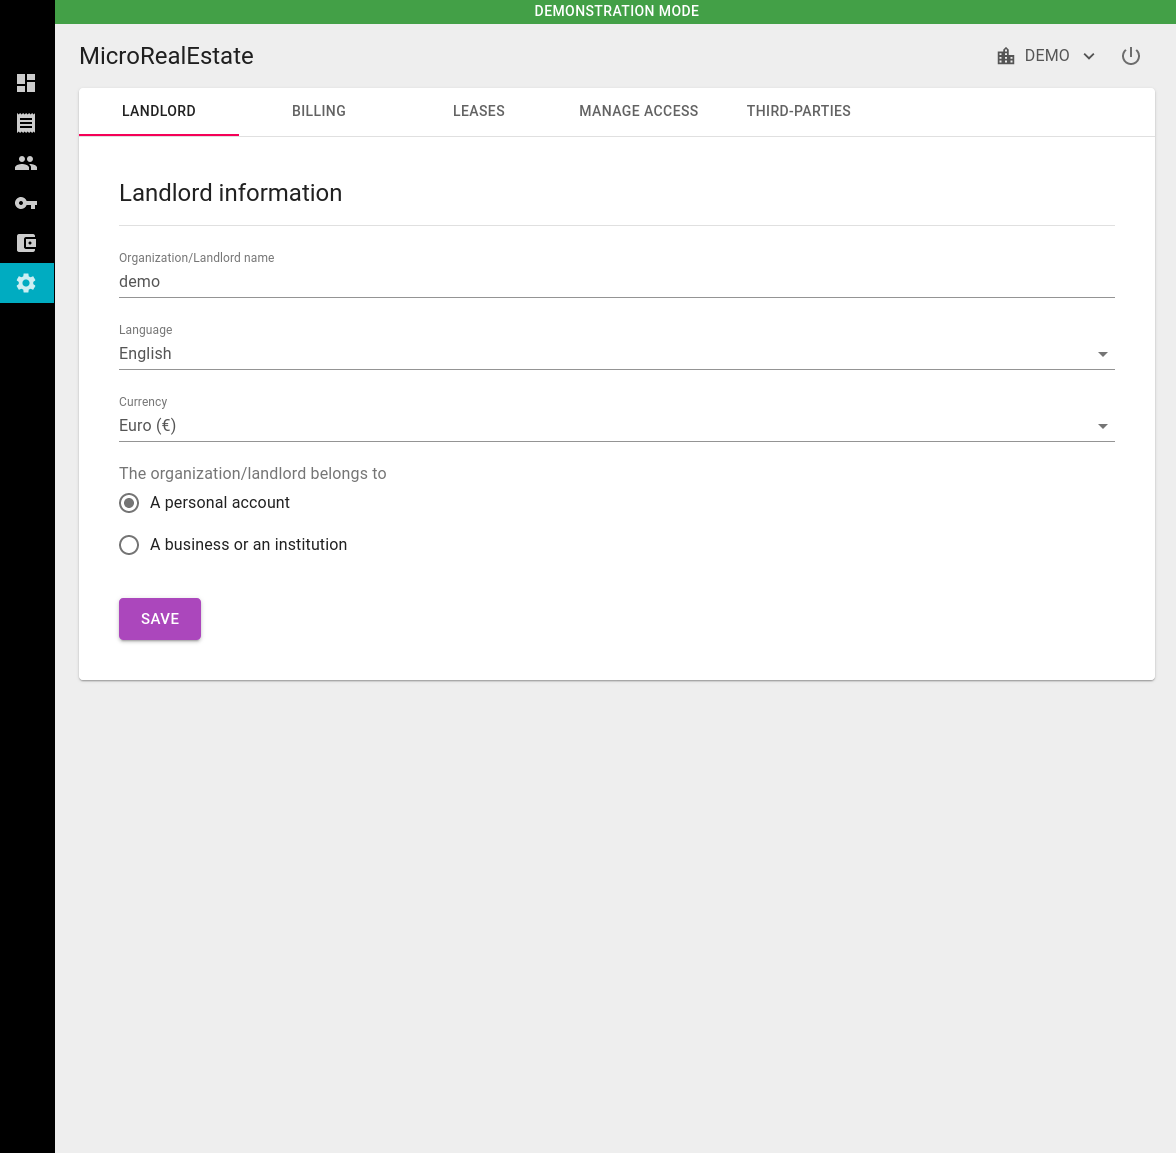 DEMONSTRATION MODE
MicroRealEstate
DEMO
LANDLORD BILLING LEASES MANAGE ACCESS THIRD-PARTIES
Landlord information
Organization/Landlord name
demo
Language
English
Currency
Euro (€)
The organization/landlord belongs to
A personal account
A business or an institution
SAVE